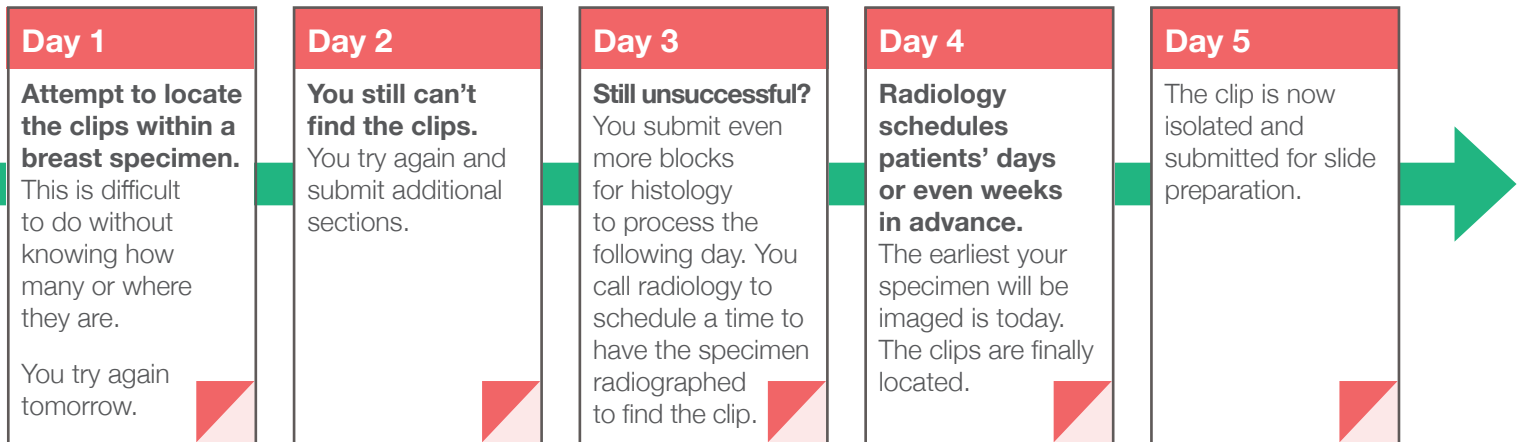 Day 1
Attempt to locate
the clips within a
breast specimen.
This is difficult
to do without
knowing how
many or where
they are.
You try again
tomorrow.
Day 2
You still can't
find the clips.
You try again and
submit additional
sections.
Day 3
Still unsuccessful?
You submit even
more blocks
for histology
to process the
following day. You
call radiology to
schedule a time to
have the specimen
radiographed
to find the clip.
Day 4
Radiology
schedules
patients’ days
or even weeks
in advance.
The earliest your
specimen will be
imaged is today.
The clips are finally
located.
Day 5
The clip is now
isolated and
submitted for slide
preparation.